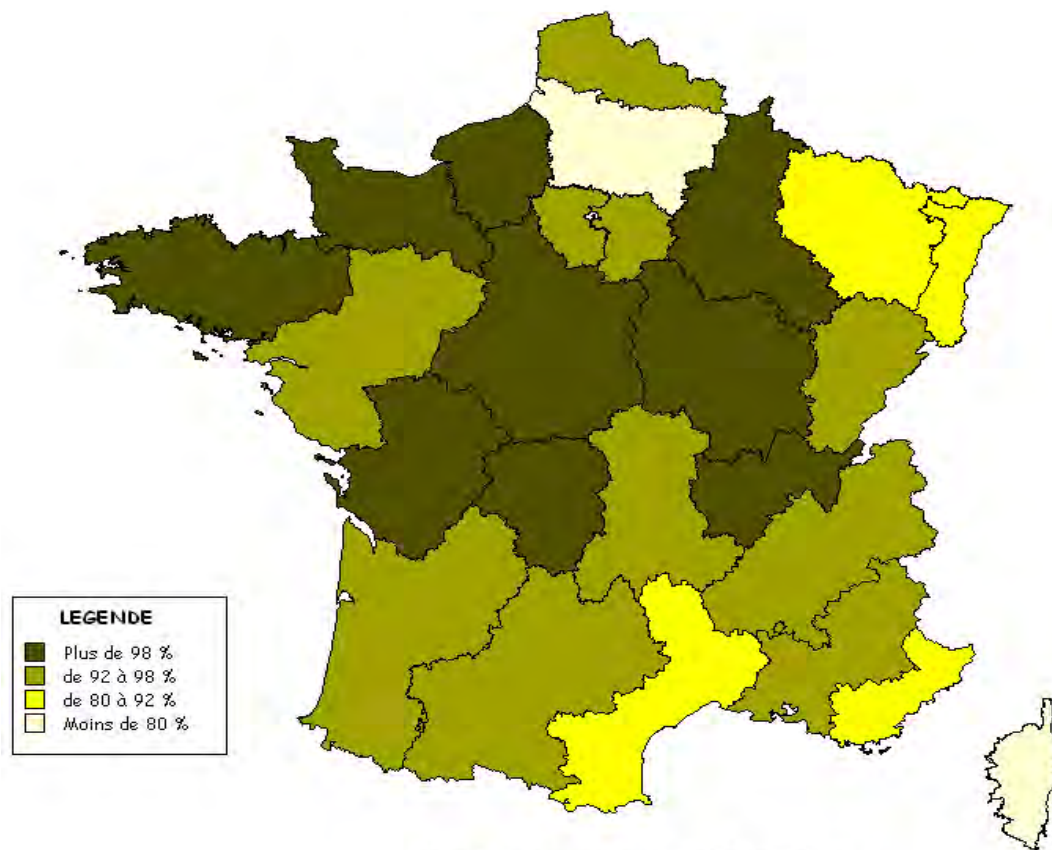 LEGENDE
Plus de 98 %
de 92 à 98 %
de 80 à 92 %
Moins de 80 %